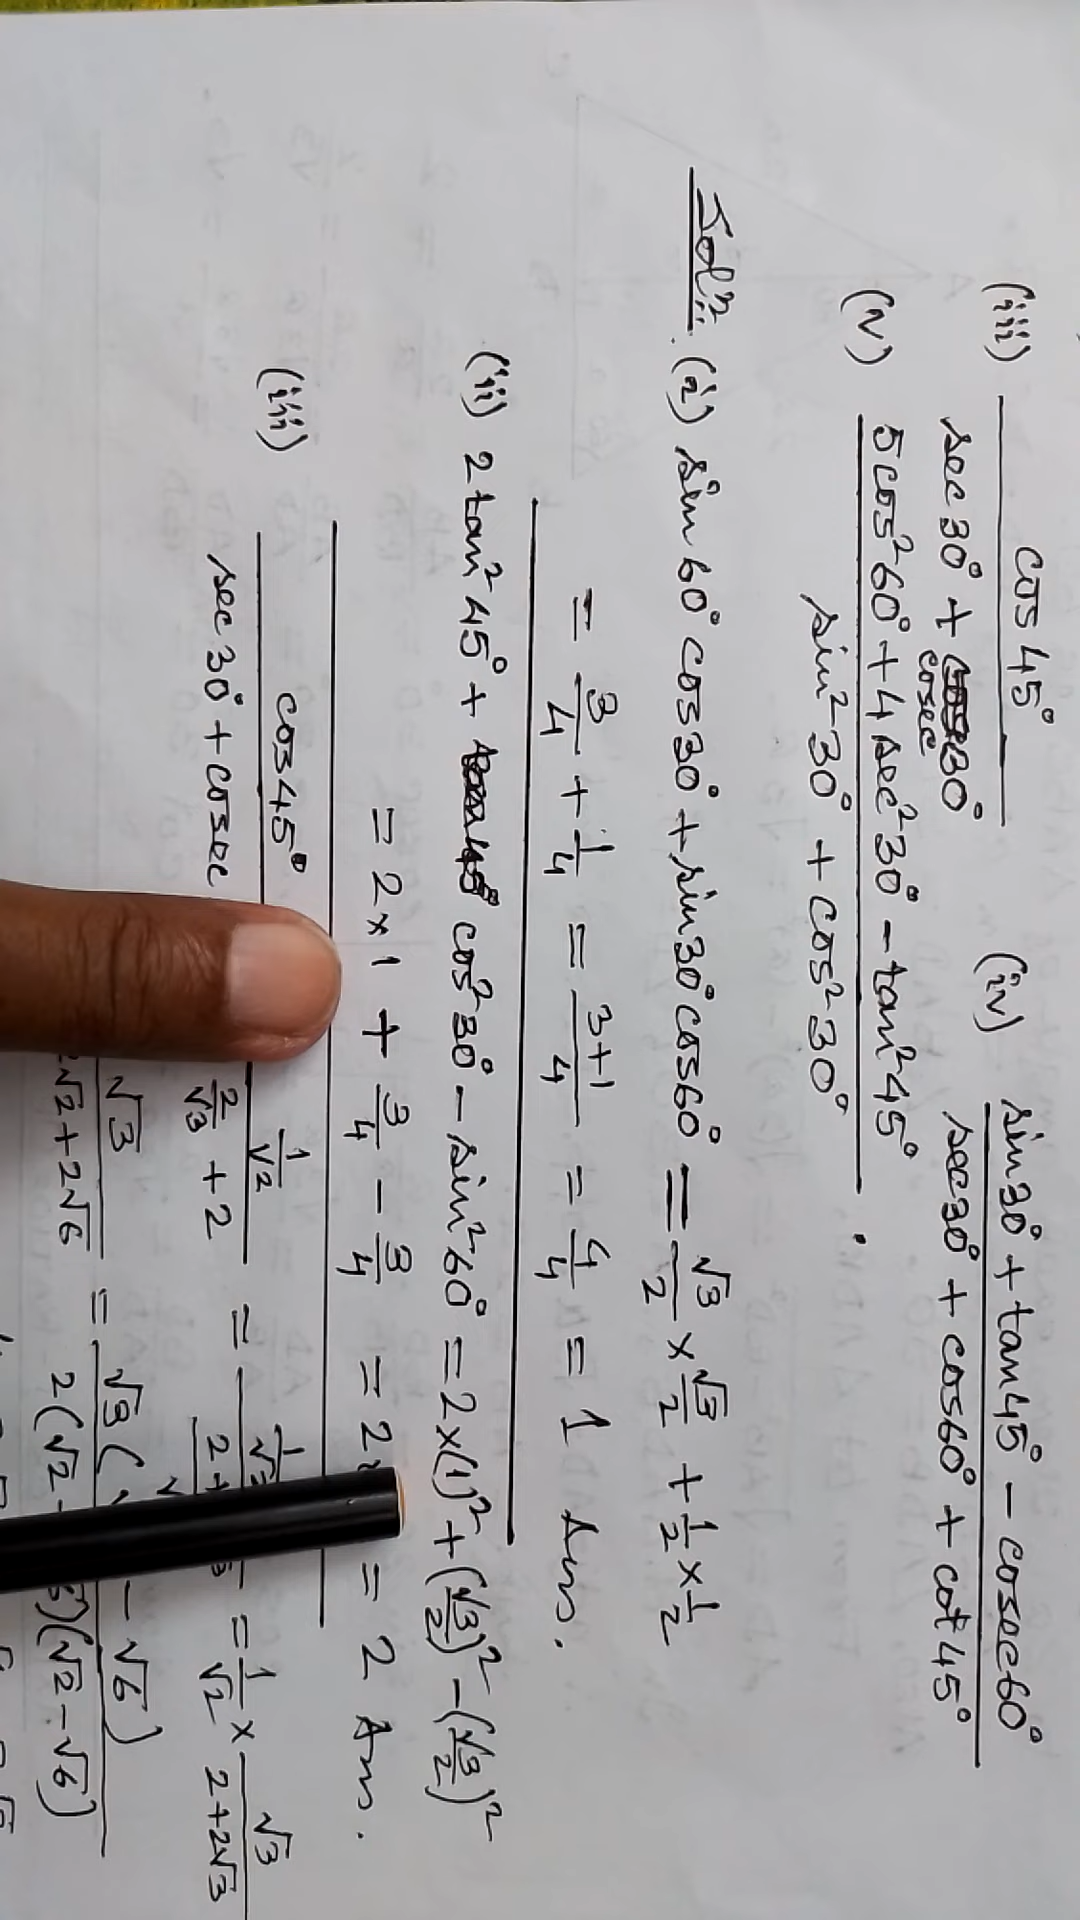 (iii) cos 45° / sec 30° + cosec 30° (iv) sin 30° + tan 45° - cosec 60° / sec 30° + cos 60° + cot 45°
(v) 5 cos² 60° + 4 sec² 30° - tan² 45° / sin² 30° + cos² 30°
Solⁿ: (i) sin 60° cos 30° + sin 30° cos 60° = √3/2 × √3/2 + 1/2 × 1/2
= 3/4 + 1/4 = 3+1/4 = 4/4 = 1 Ans.
(ii) 2 tan² 45° + cos² 30° - sin² 60° = 2×(1)² + (√3/2)² - (√3/2)²
= 2×1 + 3/4 - 3/4 = 2 = 2 Ans.
(iii) cos 45° / sec 30° + cosec 1/√2 / 2/√3 + 2 = = 1/√2 × √3 / 2+2√3
√3 / 2√2 + 2√6 = √3( - √6) / 2(√2 )(√2 - √6)